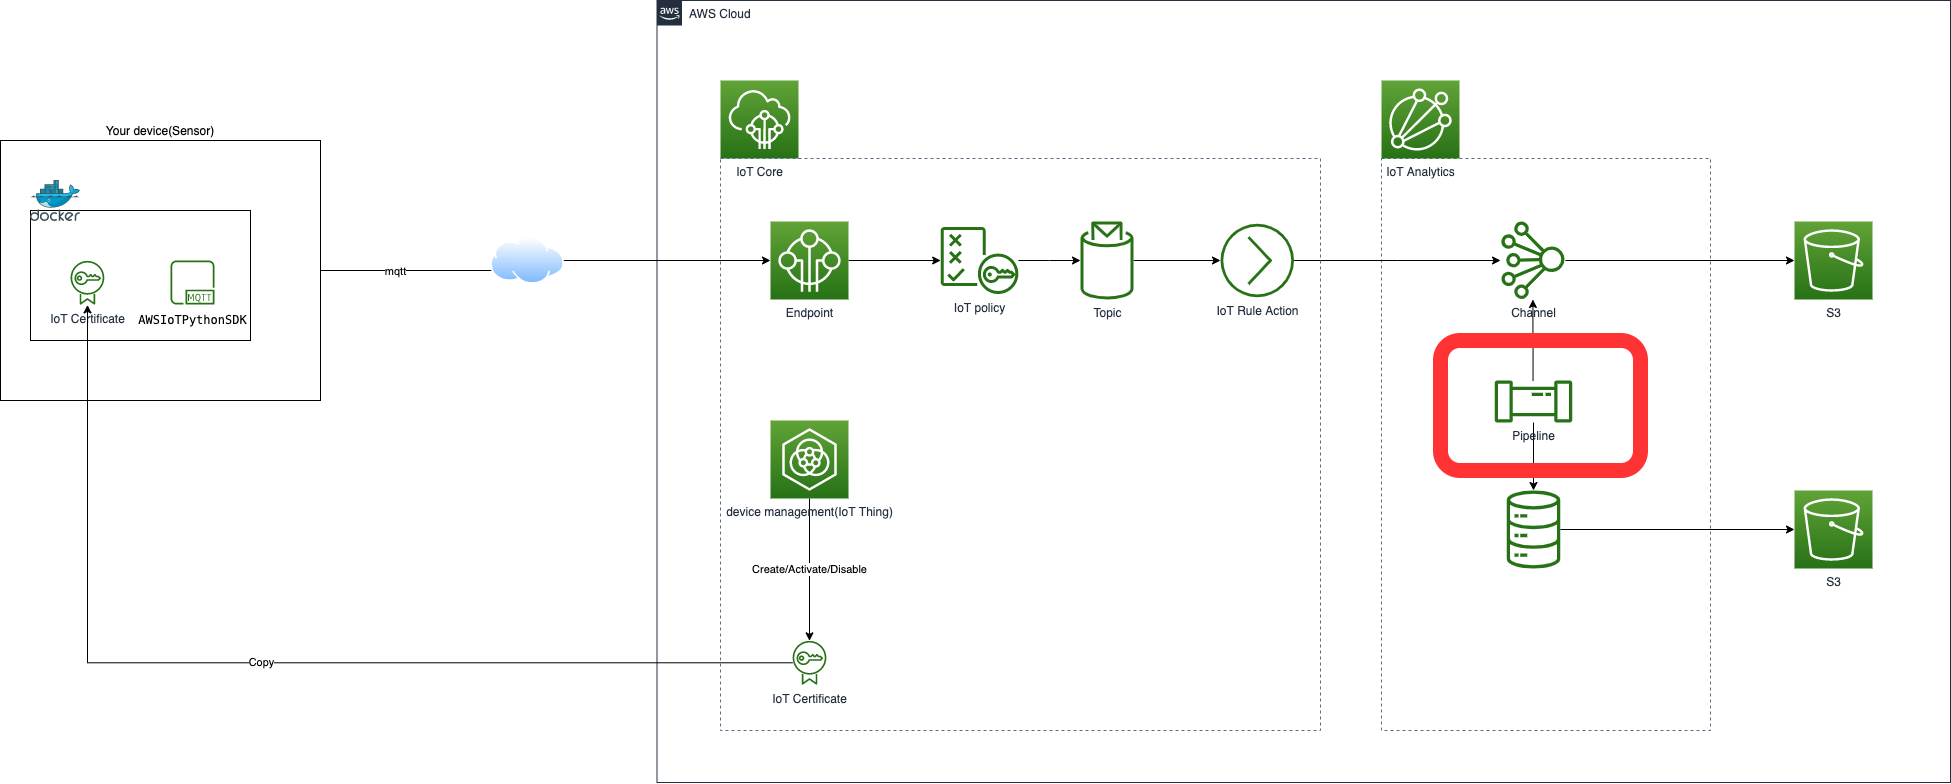 aws
AWS Cloud
Your device(Sensor)
docker
IoT Certificate
MQTT
AWSIoTPythonSDK
mqtt
IoT Core
Endpoint
IoT policy
Topic
IoT Rule Action
IoT Analytics
Channel
S3
Pipeline
S3
device management(IoT Thing)
Create/Activate/Disable
IoT Certificate
Copy